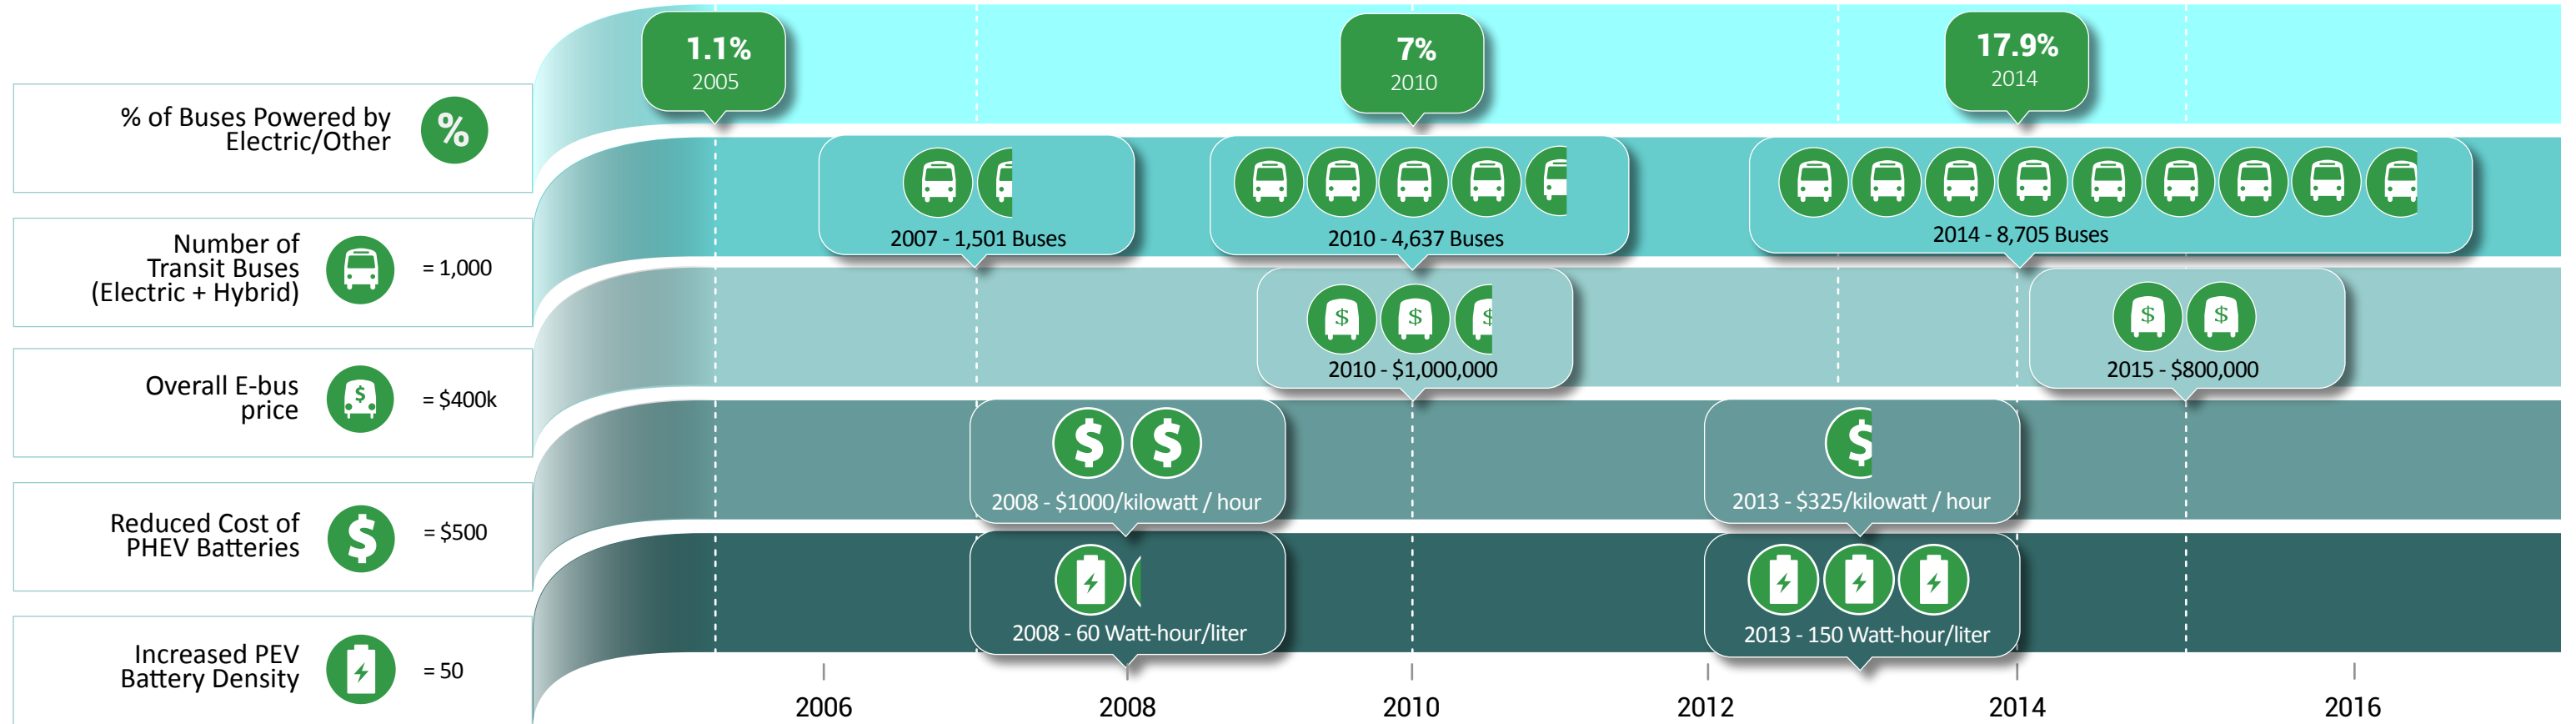 1.1%
2005
7%
2010
17.9%
2014
% of Buses Powered by
Electric/Other
%
2007 - 1,501 Buses
2010 - 4,637 Buses
2014 - 8,705 Buses
Number of
Transit Buses
(Electric + Hybrid)
= 1,000
$
$
$
2010 - $1,000,000
$
$
2015 - $800,000
Overall E-bus
price
$
= $400k
$
$
2008 - $1000/kilowatt / hour
$
2013 - $325/kilowatt / hour
Reduced Cost of
PHEV Batteries
$
= $500
2008 - 60 Watt-hour/liter
2013 - 150 Watt-hour/liter
Increased PEV
Battery Density
= 50
2006
2008
2010
2012
2014
2016